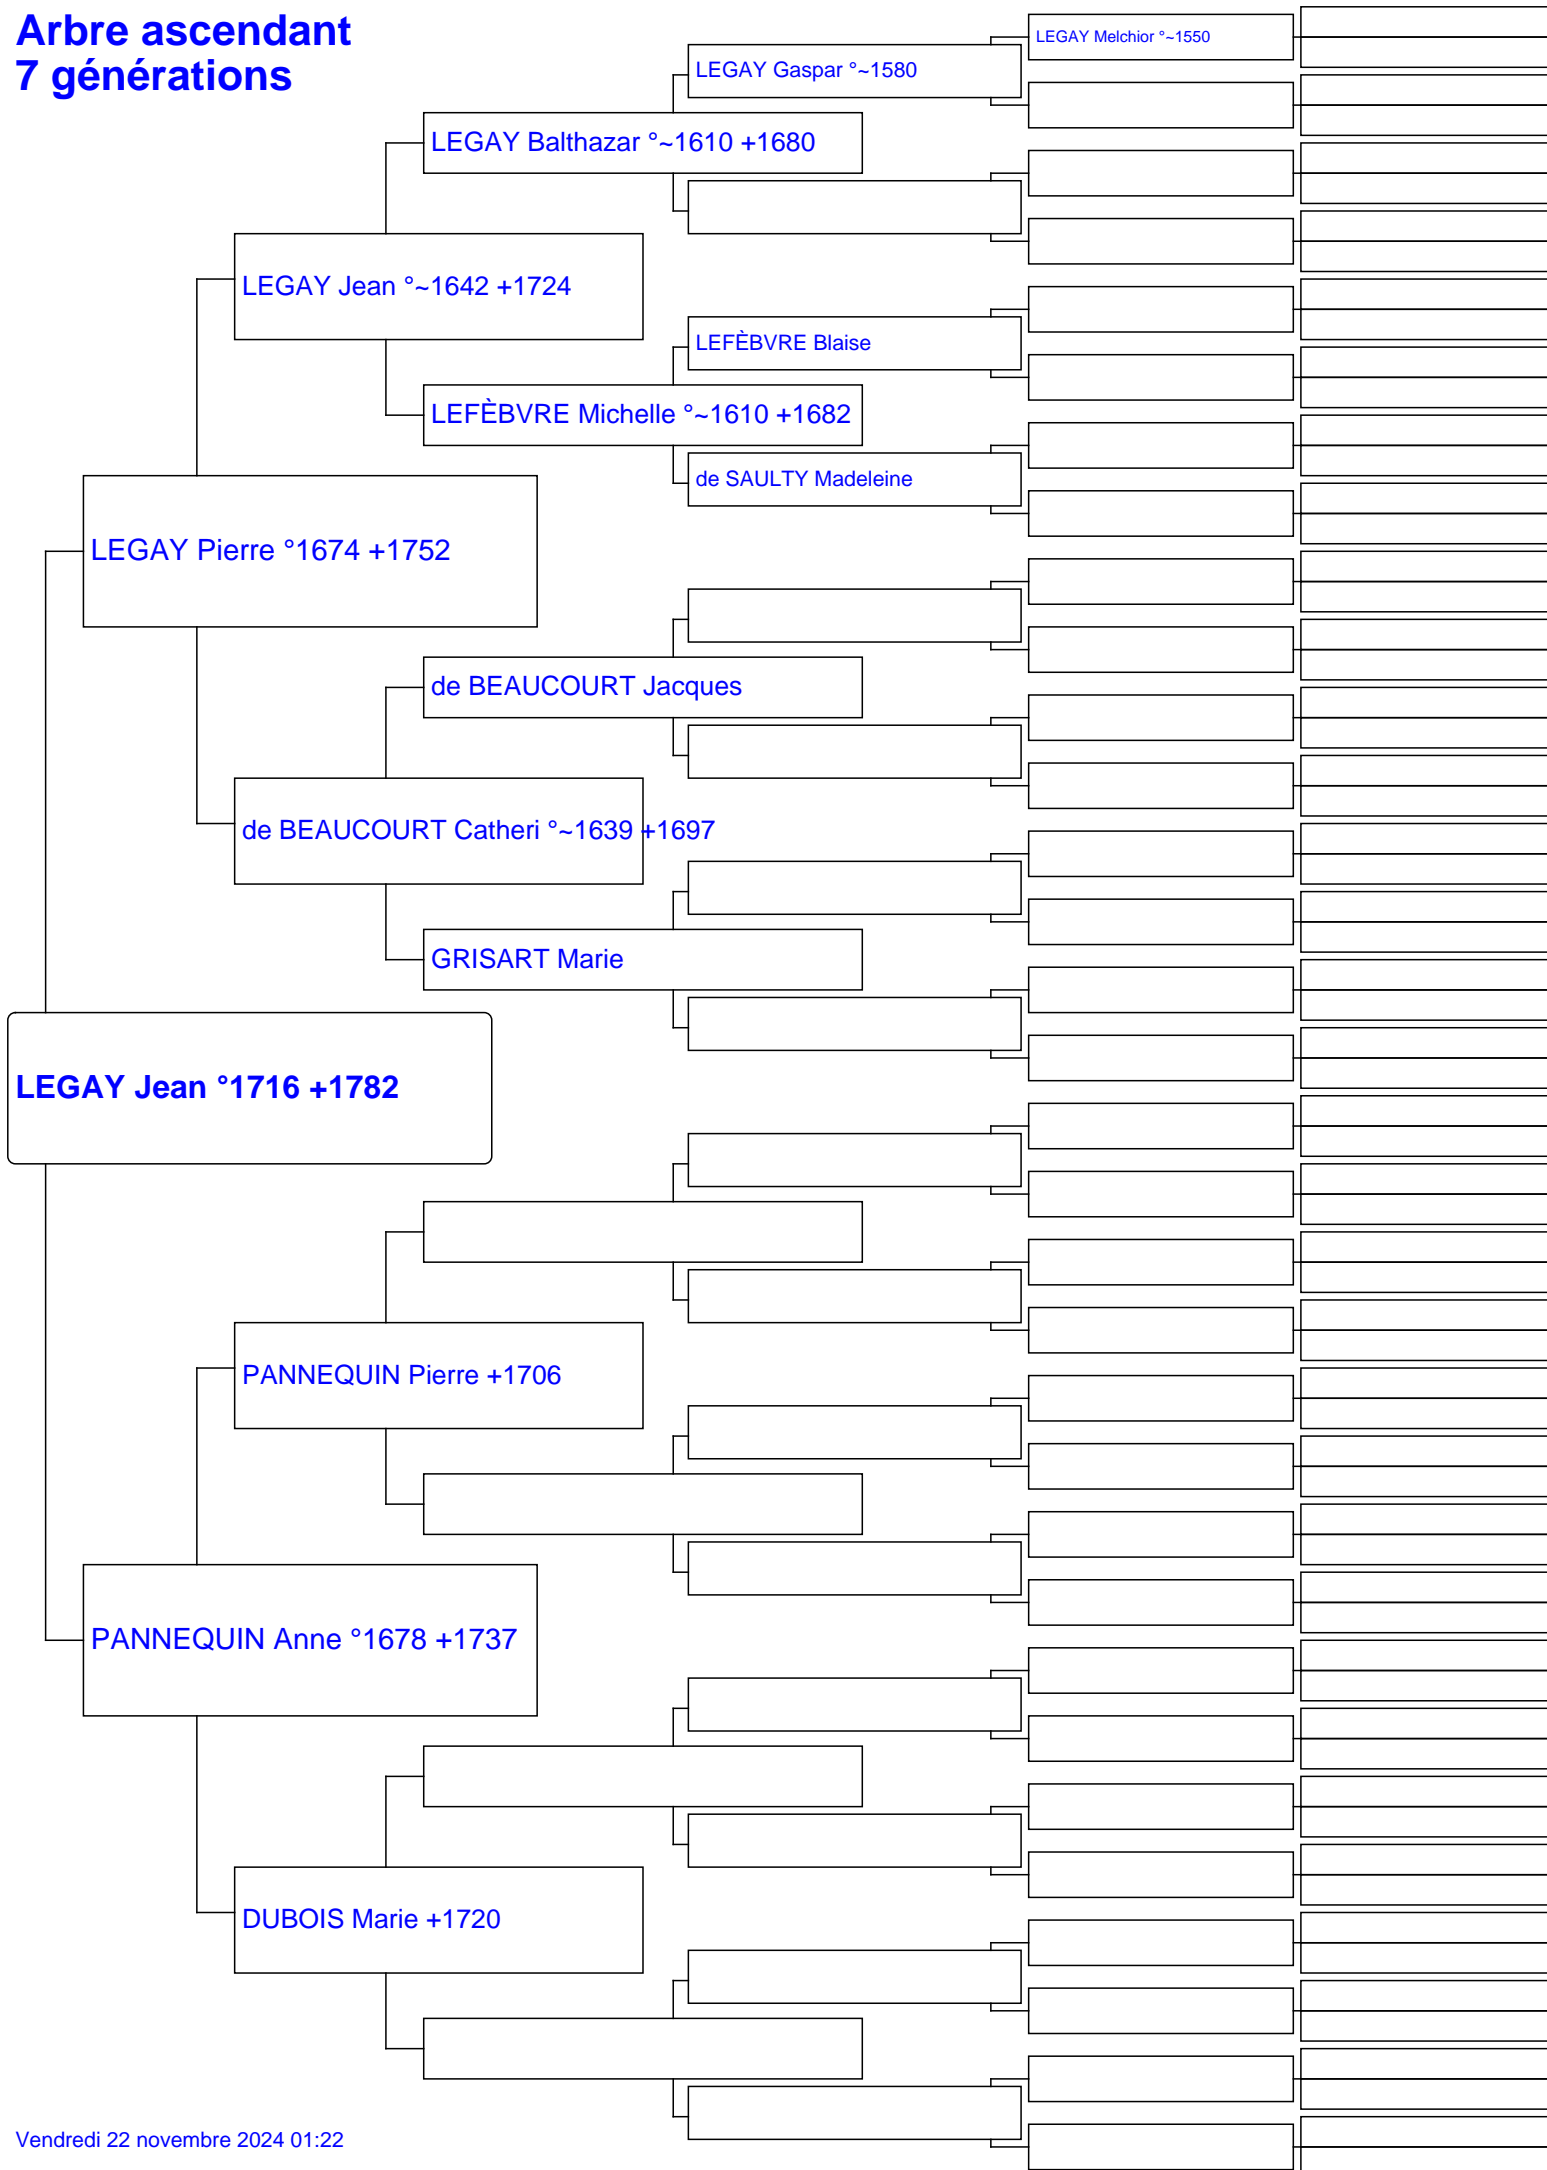 Arbre ascendant
7 générations
LEGAY Melchior °~1550
LEGAY Gaspar °~1580
LEGAY Balthazar °~1610 +1680
LEGAY Jean °~1642 +1724
LEFÈBVRE Blaise
LEFÈBVRE Michelle °~1610 +1682
de SAULTY Madeleine
LEGAY Pierre °1674 +1752
de BEAUCOURT Jacques
de BEAUCOURT Catheri °~1639 +1697
GRISART Marie
LEGAY Jean °1716 +1782
PANNEQUIN Pierre +1706
PANNEQUIN Anne °1678 +1737
DUBOIS Marie +1720
Vendredi 22 novembre 2024 01:22